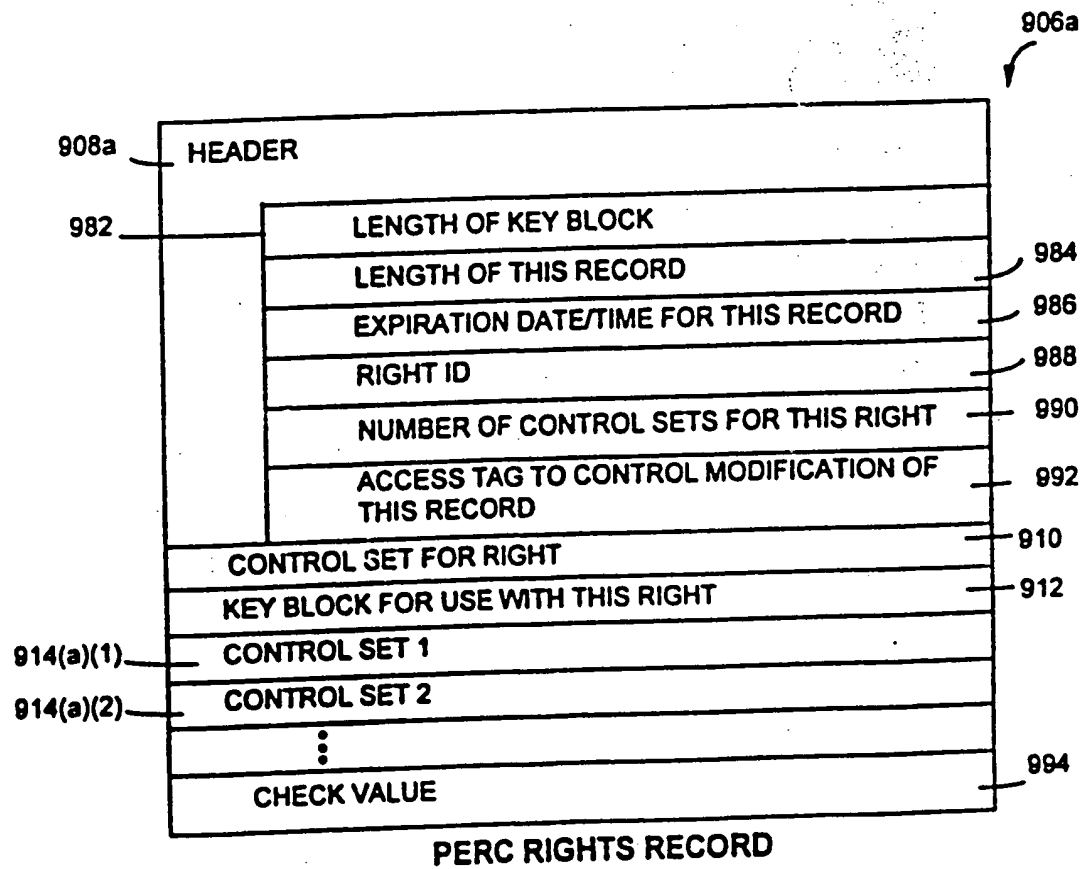 906a
908a HEADER
982 LENGTH OF KEY BLOCK
LENGTH OF THIS RECORD 984
EXPIRATION DATE/TIME FOR THIS RECORD 986
RIGHT ID 988
NUMBER OF CONTROL SETS FOR THIS RIGHT 990
ACCESS TAG TO CONTROL MODIFICATION OF 992
THIS RECORD
CONTROL SET FOR RIGHT 910
KEY BLOCK FOR USE WITH THIS RIGHT 912
914(a)(1) CONTROL SET 1
914(a)(2) CONTROL SET 2
CHECK VALUE 994
PERC RIGHTS RECORD